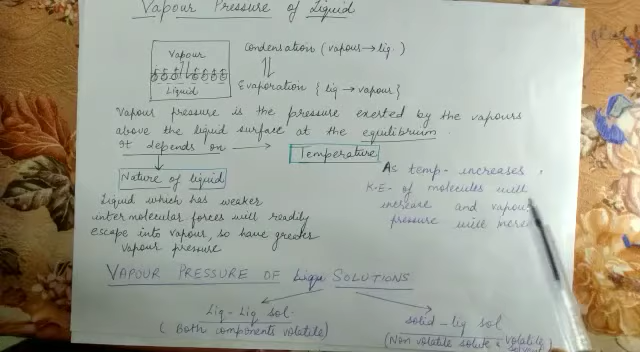 Vapour Pressure of Liquid
Vapour
Liquid
Condensation (vapours → liq.)
Evaporation { liq → vapour }
Vapour pressure is the pressure exerted by the vapours
above the liquid surface at the equilibrium.
It depends on →
Temperature
Nature of liquid
Liquid which has weaker
intermolecular forces will readily
escape into vapour, so have greater
vapour pressure
As temp- increases,
K.E- of molecules will
increase and vapour
pressure will
VAPOUR PRESSURE OF SOLUTIONS
Liq - Liq sol.
(Both components volatile)
solid - liq sol
(Non volatile solute & volatile